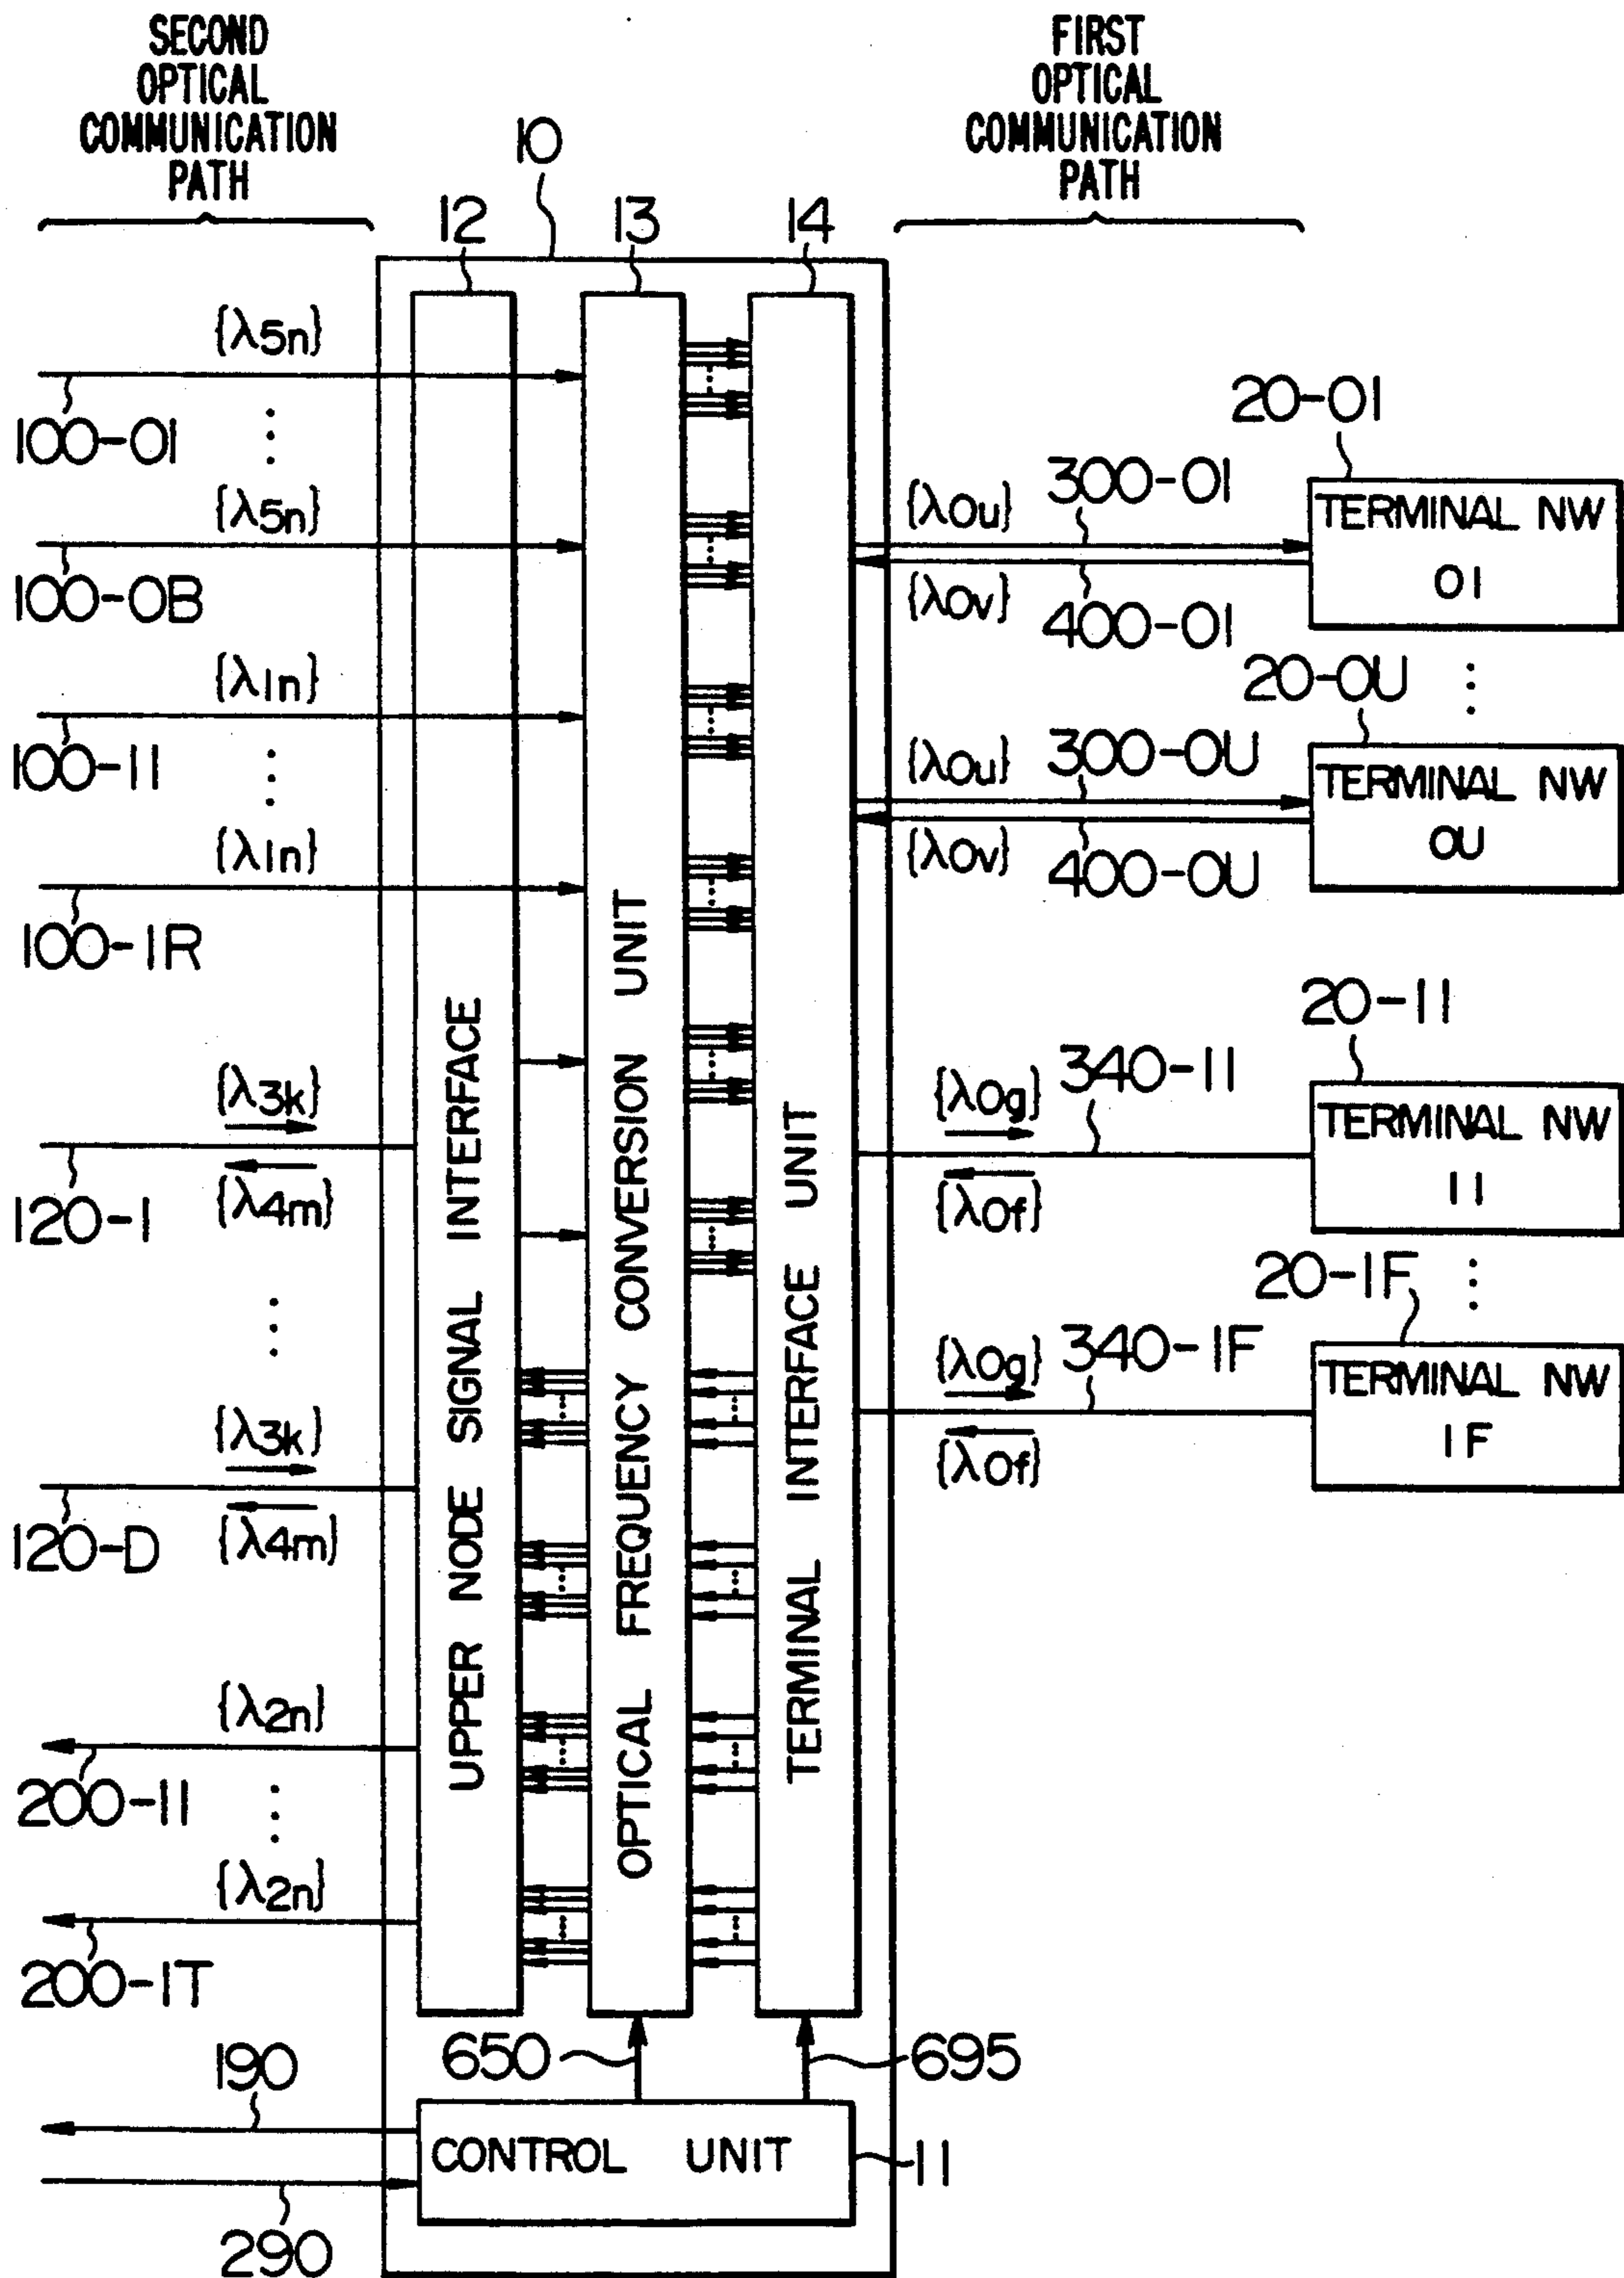 SECOND
OPTICAL
COMMUNICATION
PATH
FIRST
OPTICAL
COMMUNICATION
PATH
10
12
13
14
{λ5n}
100-01
{λ5n}
100-0B
{λ1n}
100-11
{λ1n}
100-1R
{λ3k}
{λ4m}
120-1
{λ3k}
{λ4m}
120-D
{λ2n}
200-11
{λ2n}
200-1T
190
290
UPPER NODE SIGNAL INTERFACE
OPTICAL FREQUENCY CONVERSION UNIT
TERMINAL INTERFACE UNIT
650
695
CONTROL UNIT
11
20-01
{λ0u}
300-01
{λ0v}
400-01
TERMINAL NW
01
20-0U
{λ0u}
300-0U
{λ0v}
400-0U
TERMINAL NW
0U
20-11
{λ0g}
340-11
{λ0f}
TERMINAL NW
11
20-1F
{λ0g}
340-1F
{λ0f}
TERMINAL NW
1F